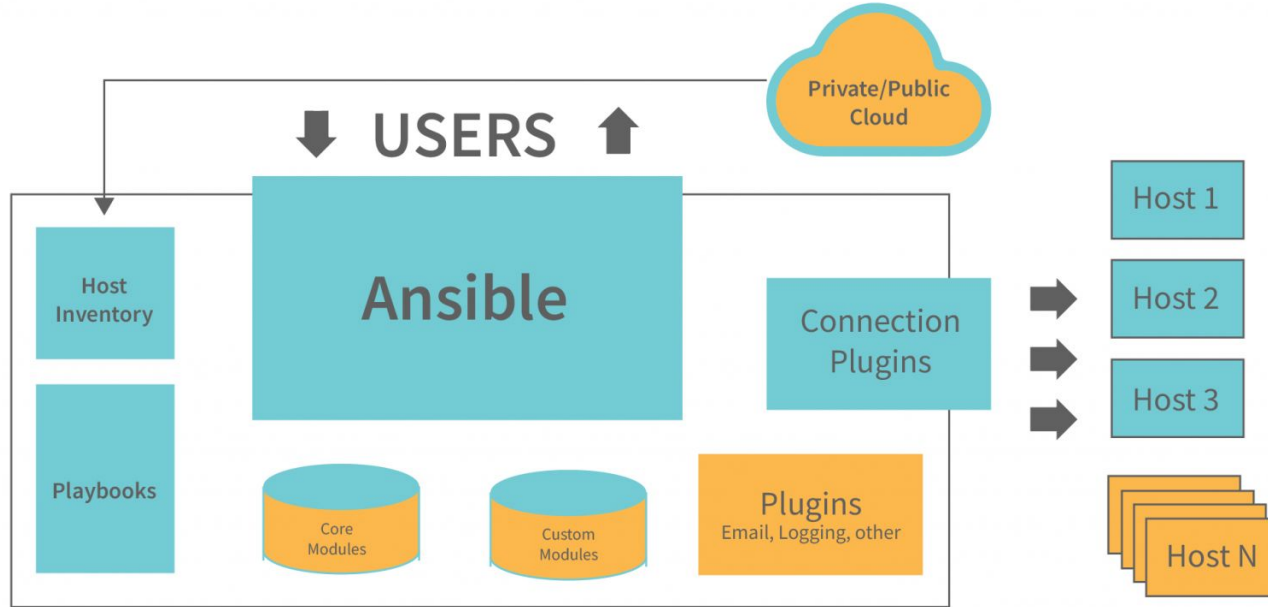 Private/Public
Cloud
USERS
Host 1
Host
Inventory
Ansible
Host 2
Connection
Plugins
Host 3
Playbooks
Core
Modules
Custom
Modules
Plugins
Email, Logging, other
Host N